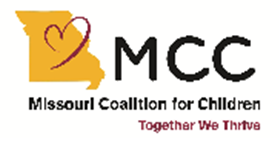 MCC
Missouri Coalition for Children
Together We Thrive